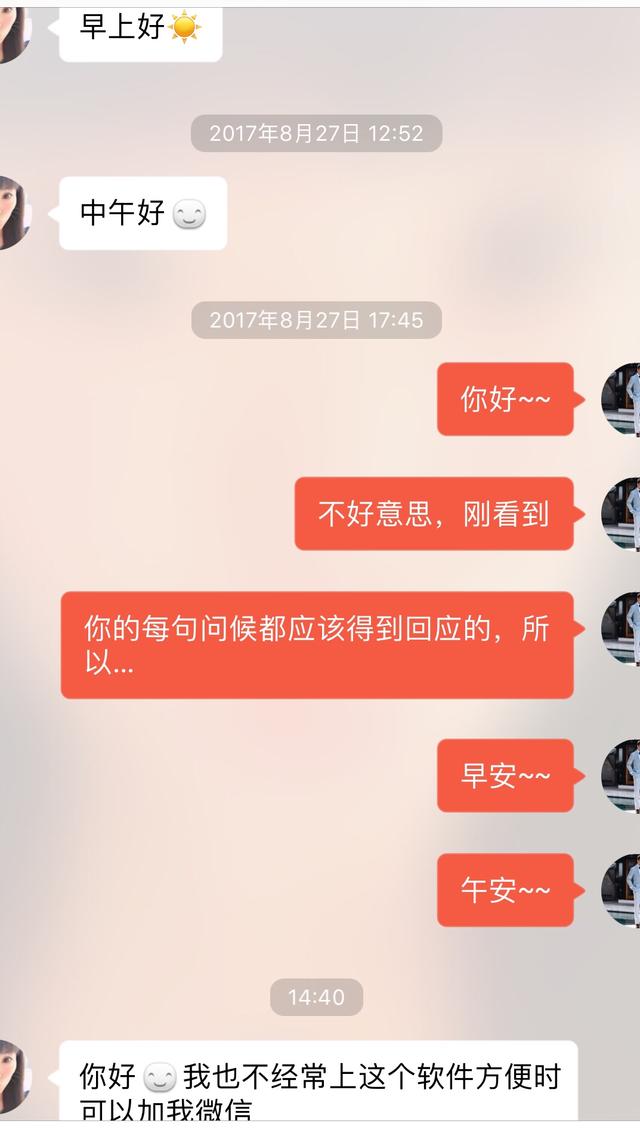 早上好☀️
2017年8月27日 12:52
中午好
2017年8月27日 17:45
你好~~
不好意思，刚看到
你的每句问候都应该得到回应的，所
以...
早安~~
午安~~
14:40
你好 我也不经常上这个软件方便时
可以加我微信